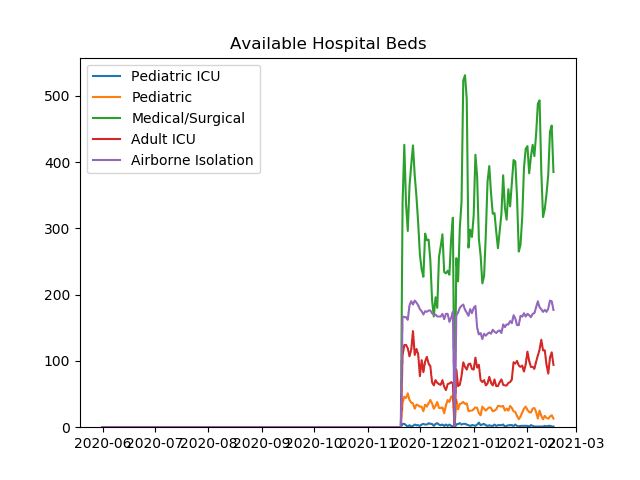 Available Hospital Beds
Pediatric ICU
Pediatric
Medical/Surgical
Adult ICU
Airborne Isolation
500
400
300
200
100
0
2020-06 2020-07 2020-08 2020-09 2020-10 2020-11 2020-12 2021-01 2021-02 2021-03